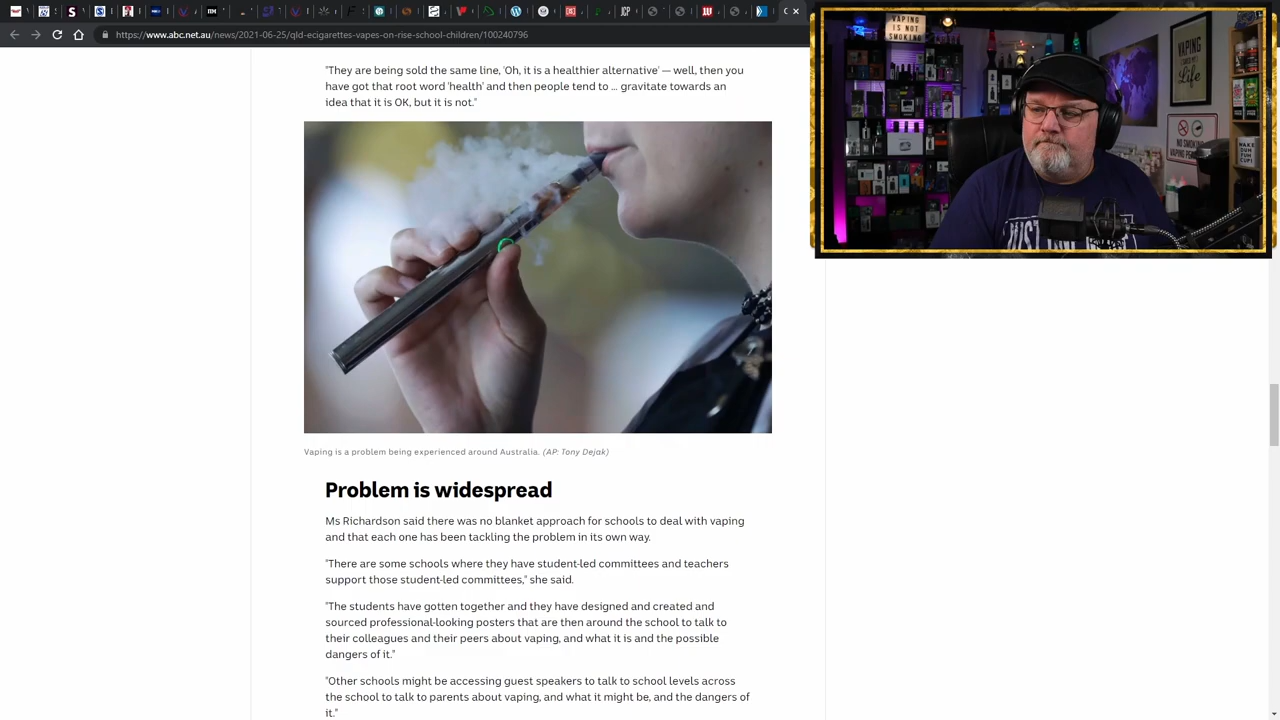 https://www.abc.net.au/news/2021-06-25/qld-ecigarettes-vapes-on-rise-school-children/100240796
"They are being sold the same line, 'Oh, it is a healthier alternative' — well, then you
have got that root word 'health' and then people tend to ... gravitate towards an
idea that it is OK, but it is not."
Vaping is a problem being experienced around Australia. (AP: Tony Dejak)
Problem is widespread
Ms Richardson said there was no blanket approach for schools to deal with vaping
and that each one has been tackling the problem in its own way.
"There are some schools where they have student-led committees and teachers
support those student-led committees," she said.
"The students have gotten together and they have designed and created and
sourced professional-looking posters that are then around the school to talk to
their colleagues and their peers about vaping, and what it is and the possible
dangers of it."
"Other schools might be accessing guest speakers to talk to school levels across
the school to talk to parents about vaping, and what it might be, and the dangers of
it."
VAPING
IS NOT
SMOKING
VAPING
Life
NO SMOKING
WAKE
CUP!